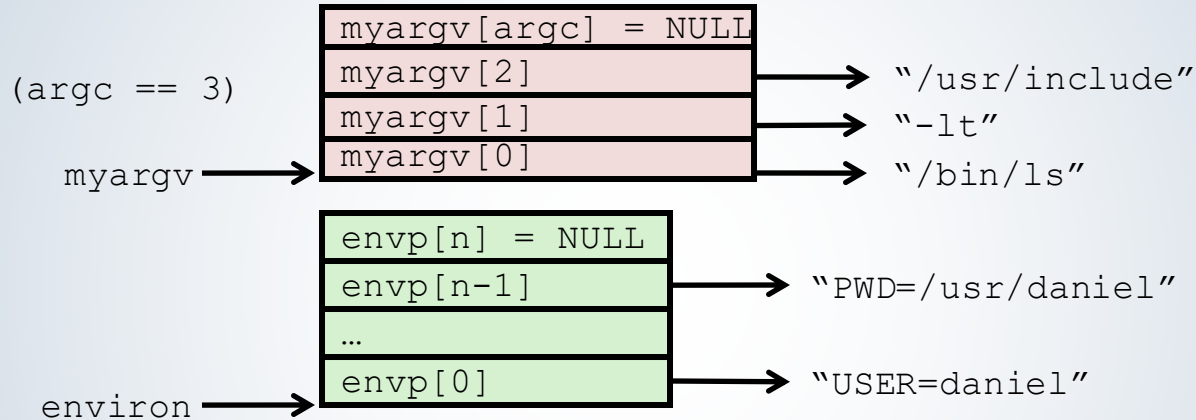 myargv[argc] = NULL
(argc == 3)
myargv[2] “/usr/include”
myargv[1] “-lt”
myargv myargv[0] “/bin/ls”
envp[n] = NULL
envp[n-1] “PWD=/usr/daniel”
…
environ envp[0] “USER=daniel”